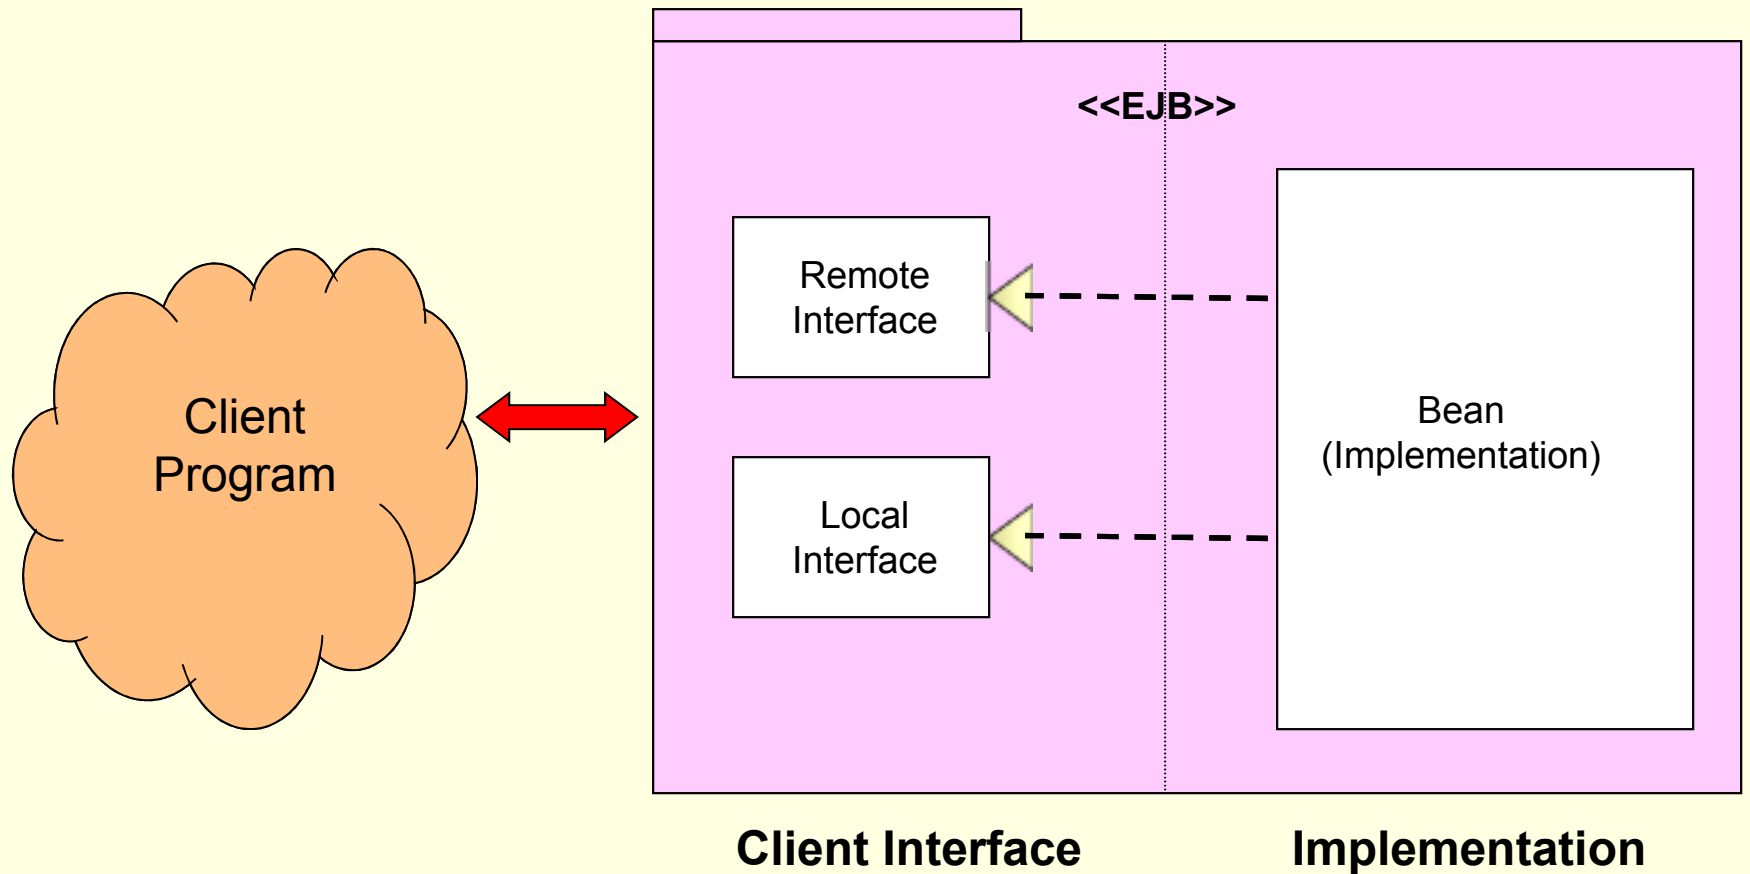 <<EJB>>
Remote
Interface
Client
Program
Bean
(Implementation)
Local
Interface
Client Interface
Implementation